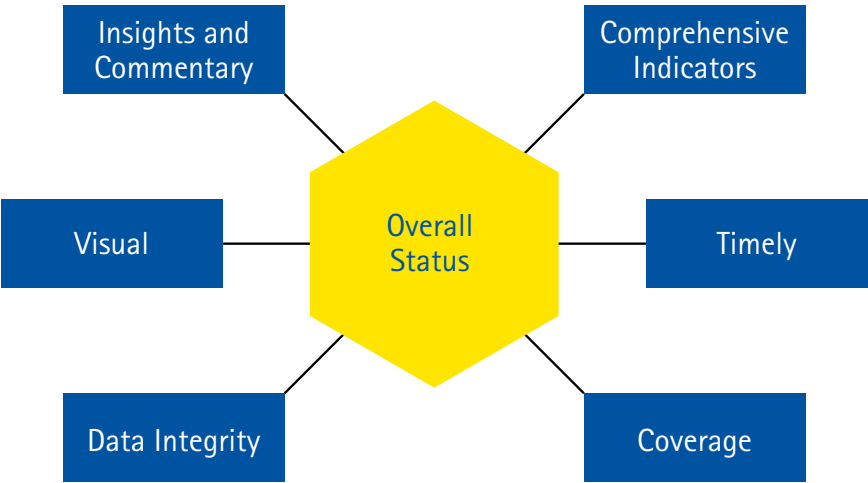 Insights and
Commentary
Comprehensive
Indicators
Visual
Overall
Status
Timely
Data Integrity
Coverage